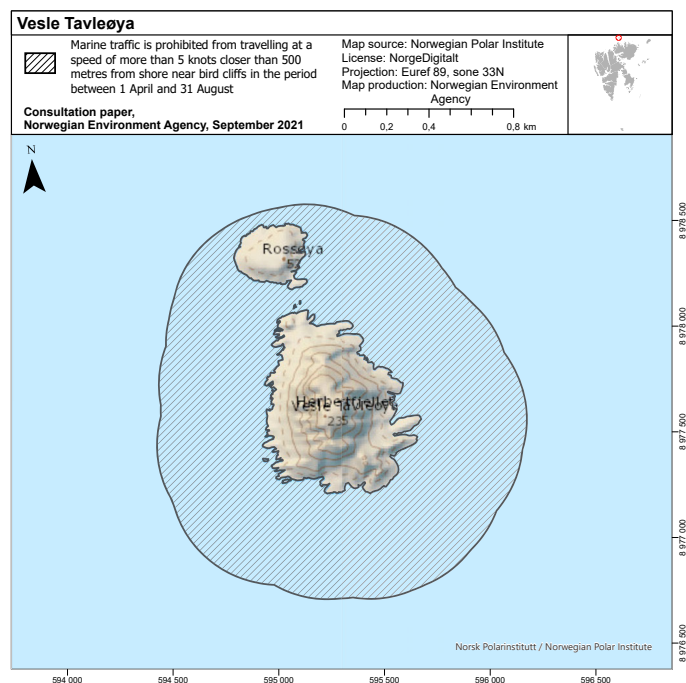 Vesle Tavleøya
Marine traffic is prohibited from travelling at a
speed of more than 5 knots closer than 500
metres from shore near bird cliffs in the period
between 1 April and 31 August
Consultation paper,
Norwegian Environment Agency, September 2021
Map source: Norwegian Polar Institute
License: NorgeDigitalt
Projection: Euref 89, sone 33N
Map production: Norwegian Environment
Agency
0 0,2 0,4 0,8 km
N
Rossøya
Herbertfjellet
Vesle Tavleøya
235
8 978 500
8 978 000
8 977 500
8 977 000
8 976 500
Norsk Polarinstitutt / Norwegian Polar Institute
594 000 594 500 595 000 595 500 596 000 596 500